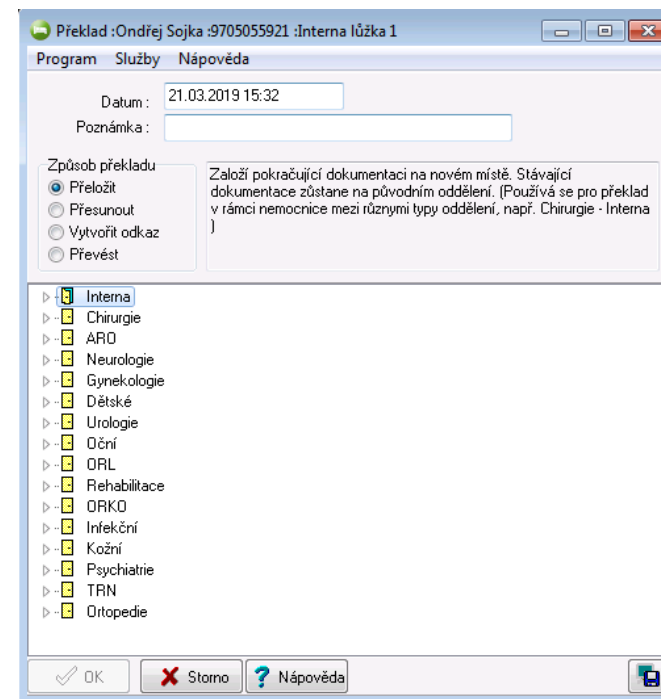 Překlad :Ondřej Sojka :9705055921 :Interna lůžka 1
Program Služby Nápověda
Datum : 21.03.2019 15:32
Poznámka :
Způsob překladu
Přeložit
Přesunout
Vytvořit odkaz
Převést
Založí pokračující dokumentaci na novém místě. Stávající
dokumentace zůstane na původním oddělení. (Používá se pro překlad
v rámci nemocnice mezi různymi typy oddělení, např. Chirurgie - Interna
)
Interna
Chirurgie
ARO
Neurologie
Gynekologie
Dětské
Urologie
Oční
ORL
Rehabilitace
ORKO
Infekční
Kožní
Psychiatrie
TRN
Ortopedie
OK Storno Nápověda